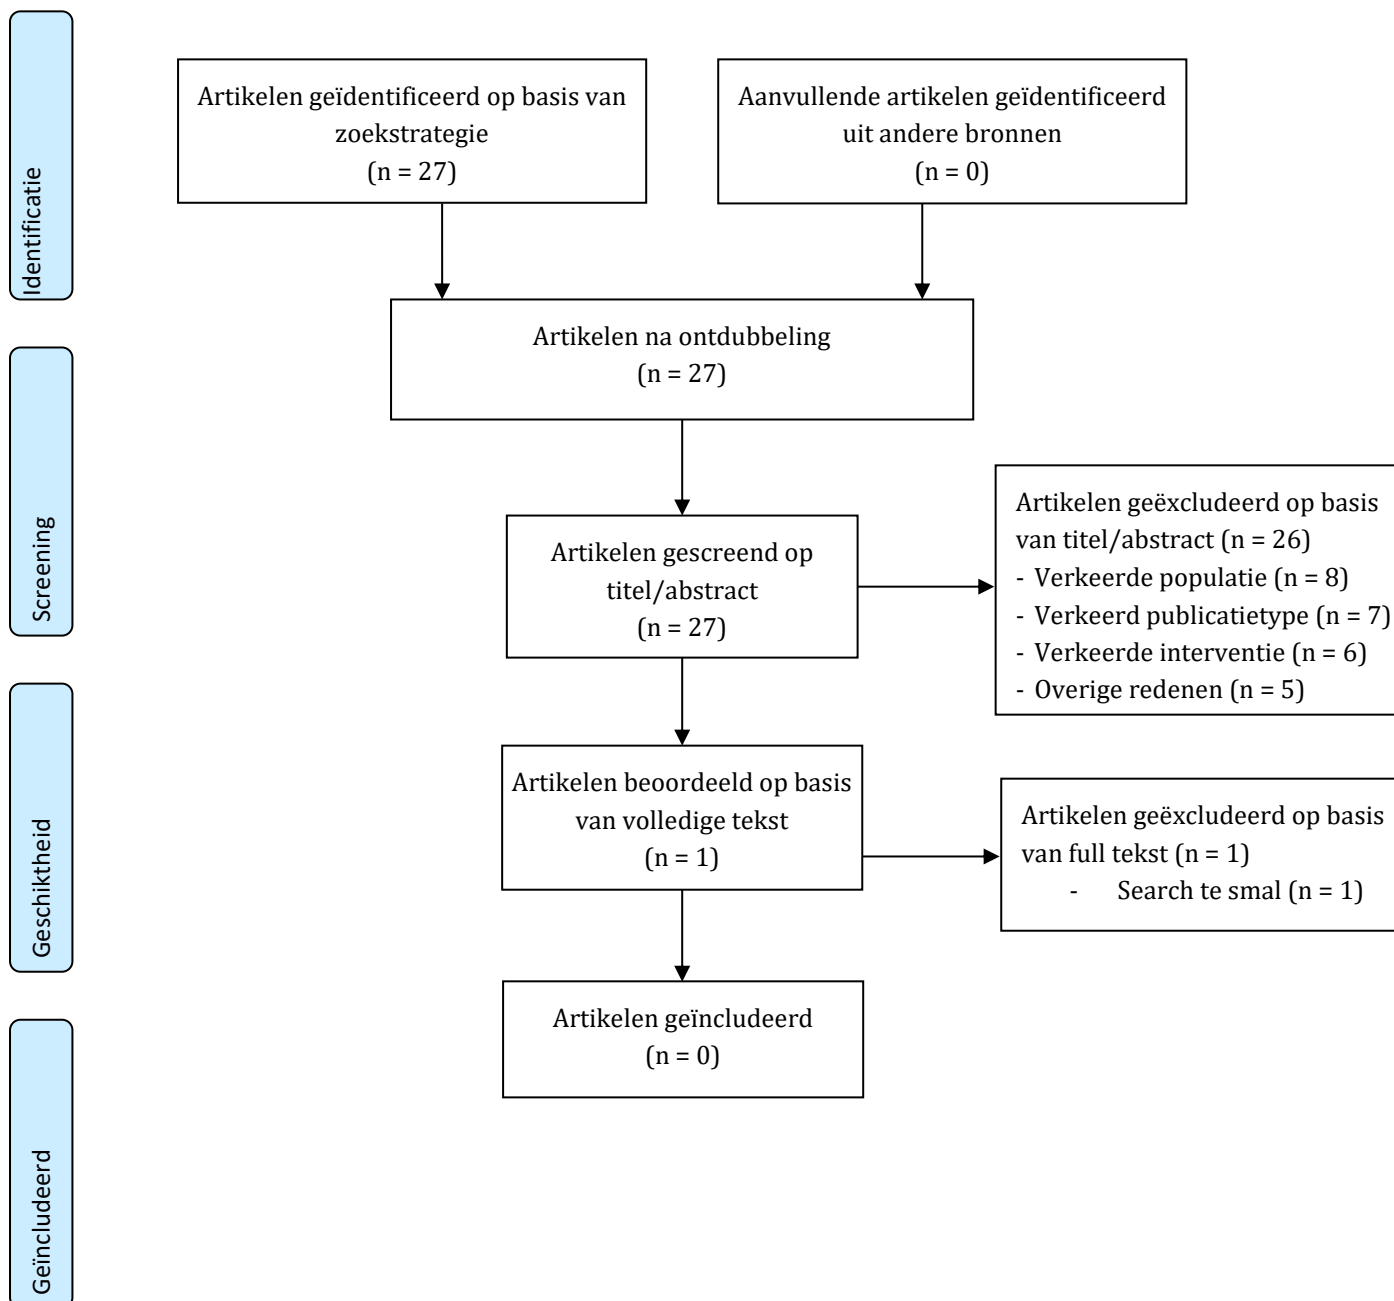 Identificatie
Artikelen geïdentificeerd op basis van
zoekstrategie
(n = 27)
Aanvullende artikelen geïdentificeerd
uit andere bronnen
(n = 0)
Artikelen na ontdubbeling
(n = 27)
Screening
Artikelen gescreend op
titel/abstract
(n = 27)
Artikelen geëxcludeerd op basis
van titel/abstract (n = 26)
- Verkeerde populatie (n = 8)
- Verkeerd publicatietype (n = 7)
- Verkeerde interventie (n = 6)
- Overige redenen (n = 5)
Geschiktheid
Artikelen beoordeeld op basis
van volledige tekst
(n = 1)
Artikelen geëxcludeerd op basis
van full tekst (n = 1)
- Search te smal (n = 1)
Geïncludeerd
Artikelen geïncludeerd
(n = 0)